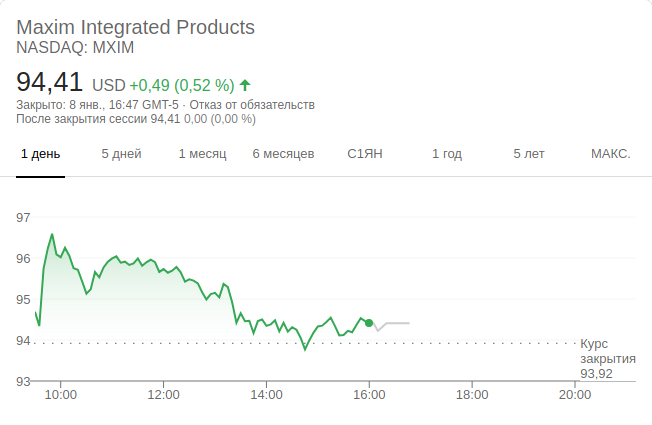 Maxim Integrated Products
NASDAQ: MXIM
94,41 USD +0,49 (0,52 %)
Закрыто: 8 янв., 16:47 GMT-5 · Отказ от обязательств
После закрытия сессии 94,41 0,00 (0,00 %)
1 день 5 дней 1 месяц 6 месяцев С1ЯН 1 год 5 лет МАКС.
97
96
95
94
Курс
закрытия
93,92
93
10:00 12:00 14:00 16:00 18:00 20:00